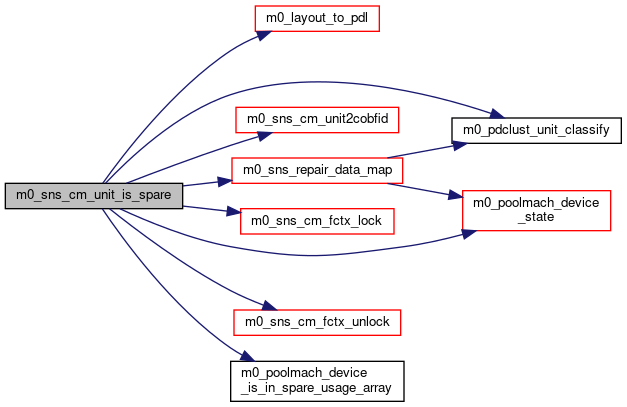 m0_layout_to_pdl
m0_sns_cm_unit2cobfid
m0_pdclust_unit_classify
m0_sns_repair_data_map
m0_sns_cm_unit_is_spare
m0_poolmach_device
_state
m0_sns_cm_fctx_lock
m0_sns_cm_fctx_unlock
m0_poolmach_device
_is_in_spare_usage_array